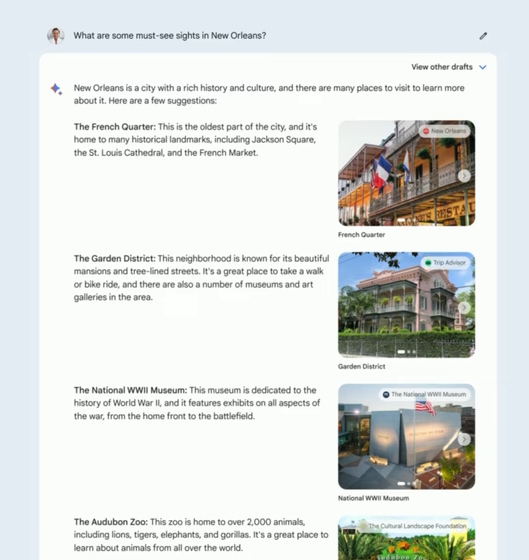 What are some must-see sights in New Orleans?
View other drafts
New Orleans is a city with a rich history and culture, and there are many places to visit to learn more
about it. Here are a few suggestions:
The French Quarter: This is the oldest part of the city, and it's
home to many historical landmarks, including Jackson Square,
the St. Louis Cathedral, and the French Market.
New Orleans
REST
French Quarter
The Garden District: This neighborhood is known for its beautiful
mansions and tree-lined streets. It's a great place to take a walk
or bike ride, and there are also a number of museums and art
galleries in the area.
Trip Advisor
Garden District
The National WWII Museum: This museum is dedicated to the
history of World War II, and it features exhibits on all aspects of
the war, from the home front to the battlefield.
The National WWII Museum
National WWII Museum
The Audubon Zoo: This zoo is home to over 2,000 animals,
including lions, tigers, elephants, and gorillas. It's a great place to
learn about animals from all over the world.
The Cultural Landscape Foundation
Audubon Zoo